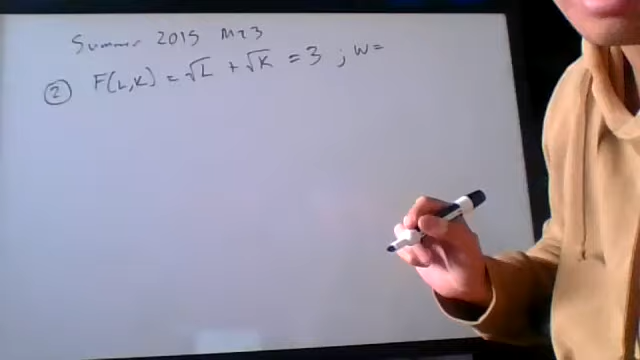 Summer 2015 MT3
② F(L,K) = √L + √K = 3 ; w=